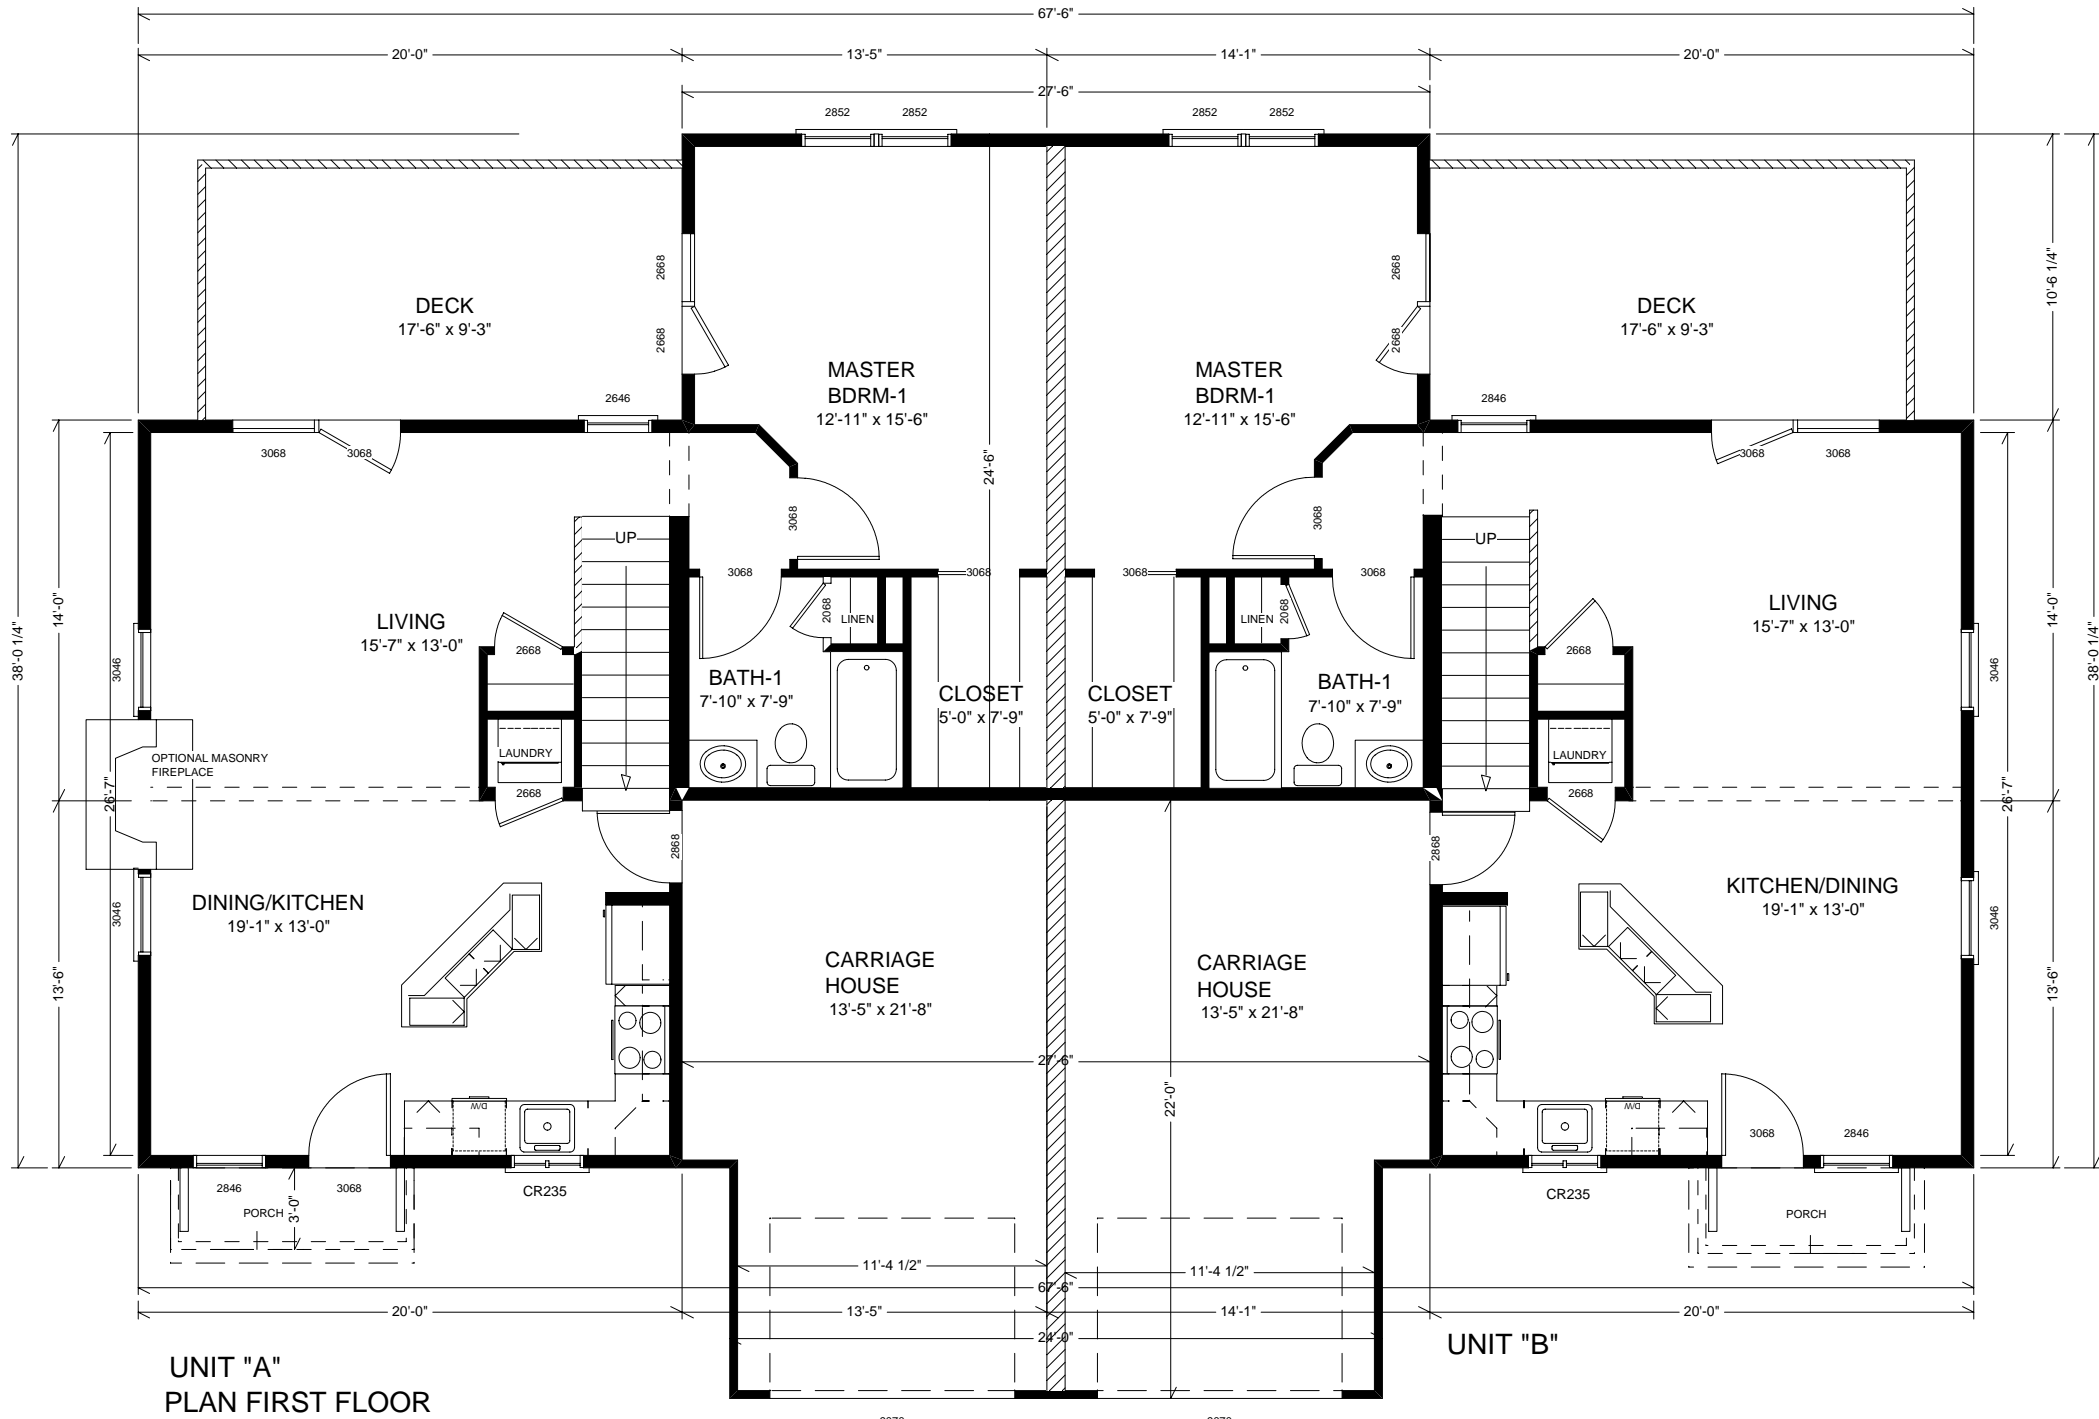 67'-6"
20'-0"
13'-5"
14'-1"
20'-0"
27'-6"
2852
2852
2852
2852
2668
2668
2668
2668
DECK
17'-6" x 9'-3"
DECK
17'-6" x 9'-3"
10'-6 1/4"
MASTER
BDRM-1
12'-11" x 15'-6"
MASTER
BDRM-1
12'-11" x 15'-6"
2646
2846
3068
3068
3068
3068
24'-6"
3068
3068
UP
UP
3068
3068
3068
3068
2068
LINEN
LINEN
2068
38'-0 1/4"
14'-0"
LIVING
15'-7" x 13'-0"
LIVING
15'-7" x 13'-0"
14'-0"
38'-0 1/4"
3046
2668
2668
3046
BATH-1
7'-10" x 7'-9"
CLOSET
5'-0" x 7'-9"
CLOSET
5'-0" x 7'-9"
BATH-1
7'-10" x 7'-9"
OPTIONAL MASONRY
FIREPLACE
LAUNDRY
LAUNDRY
26'-7"
2668
2668
26'-7"
2868
2868
DINING/KITCHEN
19'-1" x 13'-0"
KITCHEN/DINING
19'-1" x 13'-0"
3046
3046
13'-6"
CARRIAGE
HOUSE
13'-5" x 21'-8"
CARRIAGE
HOUSE
13'-5" x 21'-8"
13'-6"
27'-6"
22'-0"
D/W
D/W
3068
2846
2846
3068
CR235
CR235
PORCH
3'-0"
PORCH
11'-4 1/2"
11'-4 1/2"
67'-6"
20'-0"
13'-5"
14'-1"
20'-0"
24'-0"
UNIT "B"
UNIT "A"
PLAN FIRST FLOOR